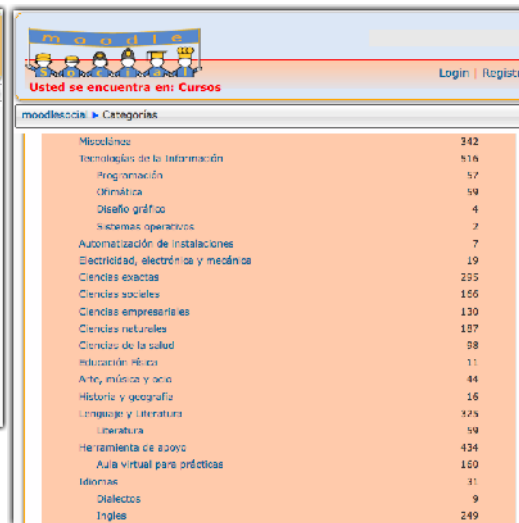 moodle
Social
Usted se encuentra en: Cursos
Login | Registe
moodlesocial ► Categorías
Miscelánea 342
Tecnologías de la Información 516
Programación 57
Ofimática 59
Diseño gráfico 4
Sistemas operativos 2
Automatización de instalaciones 7
Electricidad, electrónica y mecánica 19
Ciencias exactas 295
Ciencias sociales 166
Ciencias empresariales 130
Ciencias naturales 187
Ciencias de la salud 98
Educación Física 11
Arte, música y ocio 44
Historia y geografía 16
Lenguaje y Literatura 325
Literatura 59
Herramienta de apoyo 434
Aula virtual para prácticas 160
Idiomas 31
Dialectos 9
Ingles 249